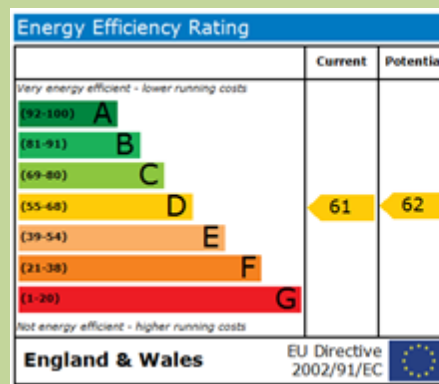 Energy Efficiency Rating
Current Potentia
Very energy efficient - lower running costs
(92-100) A
(81-91) B
(69-80) C
(55-68) D 61 62
(39-54) E
(21-38) F
(1-20) G
Not energy efficient - higher running costs
England & Wales EU Directive
2002/91/EC